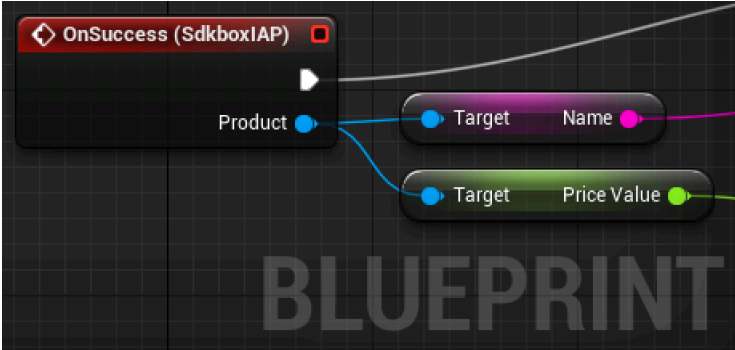 OnSuccess (SdkboxIAP)
Product
Target Name
Target Price Value
BLUEPRINT